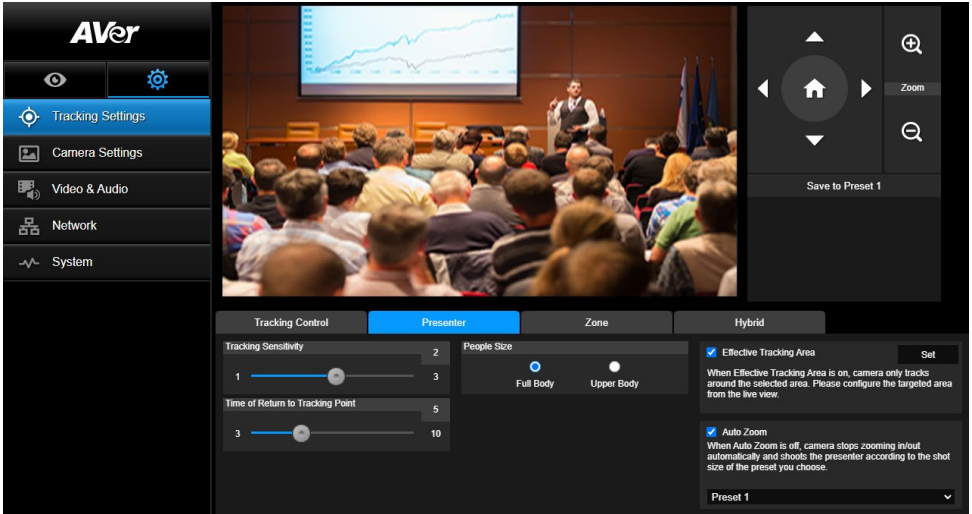 AVer
Tracking Settings
Camera Settings
Video & Audio
Network
System
Zoom
Save to Preset 1
Tracking Control
Presenter
Zone
Hybrid
Tracking Sensitivity
2
1
3
Time of Return to Tracking Point
5
3
10
People Size
Full Body
Upper Body
Effective Tracking Area
Set
When Effective Tracking Area is on, camera only tracks
around the selected area. Please configure the targeted area
from the live view.
Auto Zoom
When Auto Zoom is off, camera stops zooming in/out
automatically and shoots the presenter according to the shot
size of the preset you choose.
Preset 1